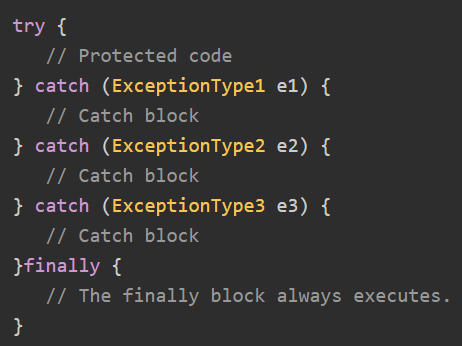 try {
   // Protected code
} catch (ExceptionType1 e1) {
   // Catch block
} catch (ExceptionType2 e2) {
   // Catch block
} catch (ExceptionType3 e3) {
   // Catch block
}finally {
   // The finally block always executes.
}